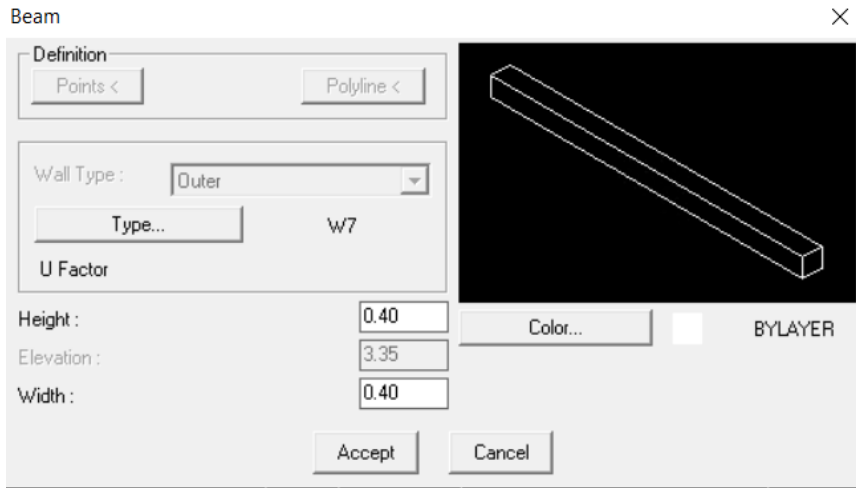 Beam
Definition
Points <
Polyline <
Wall Type :
Outer
Type...
W7
U Factor
Height :
0.40
Color...
BYLAYER
Elevation :
3.35
Width :
0.40
Accept
Cancel